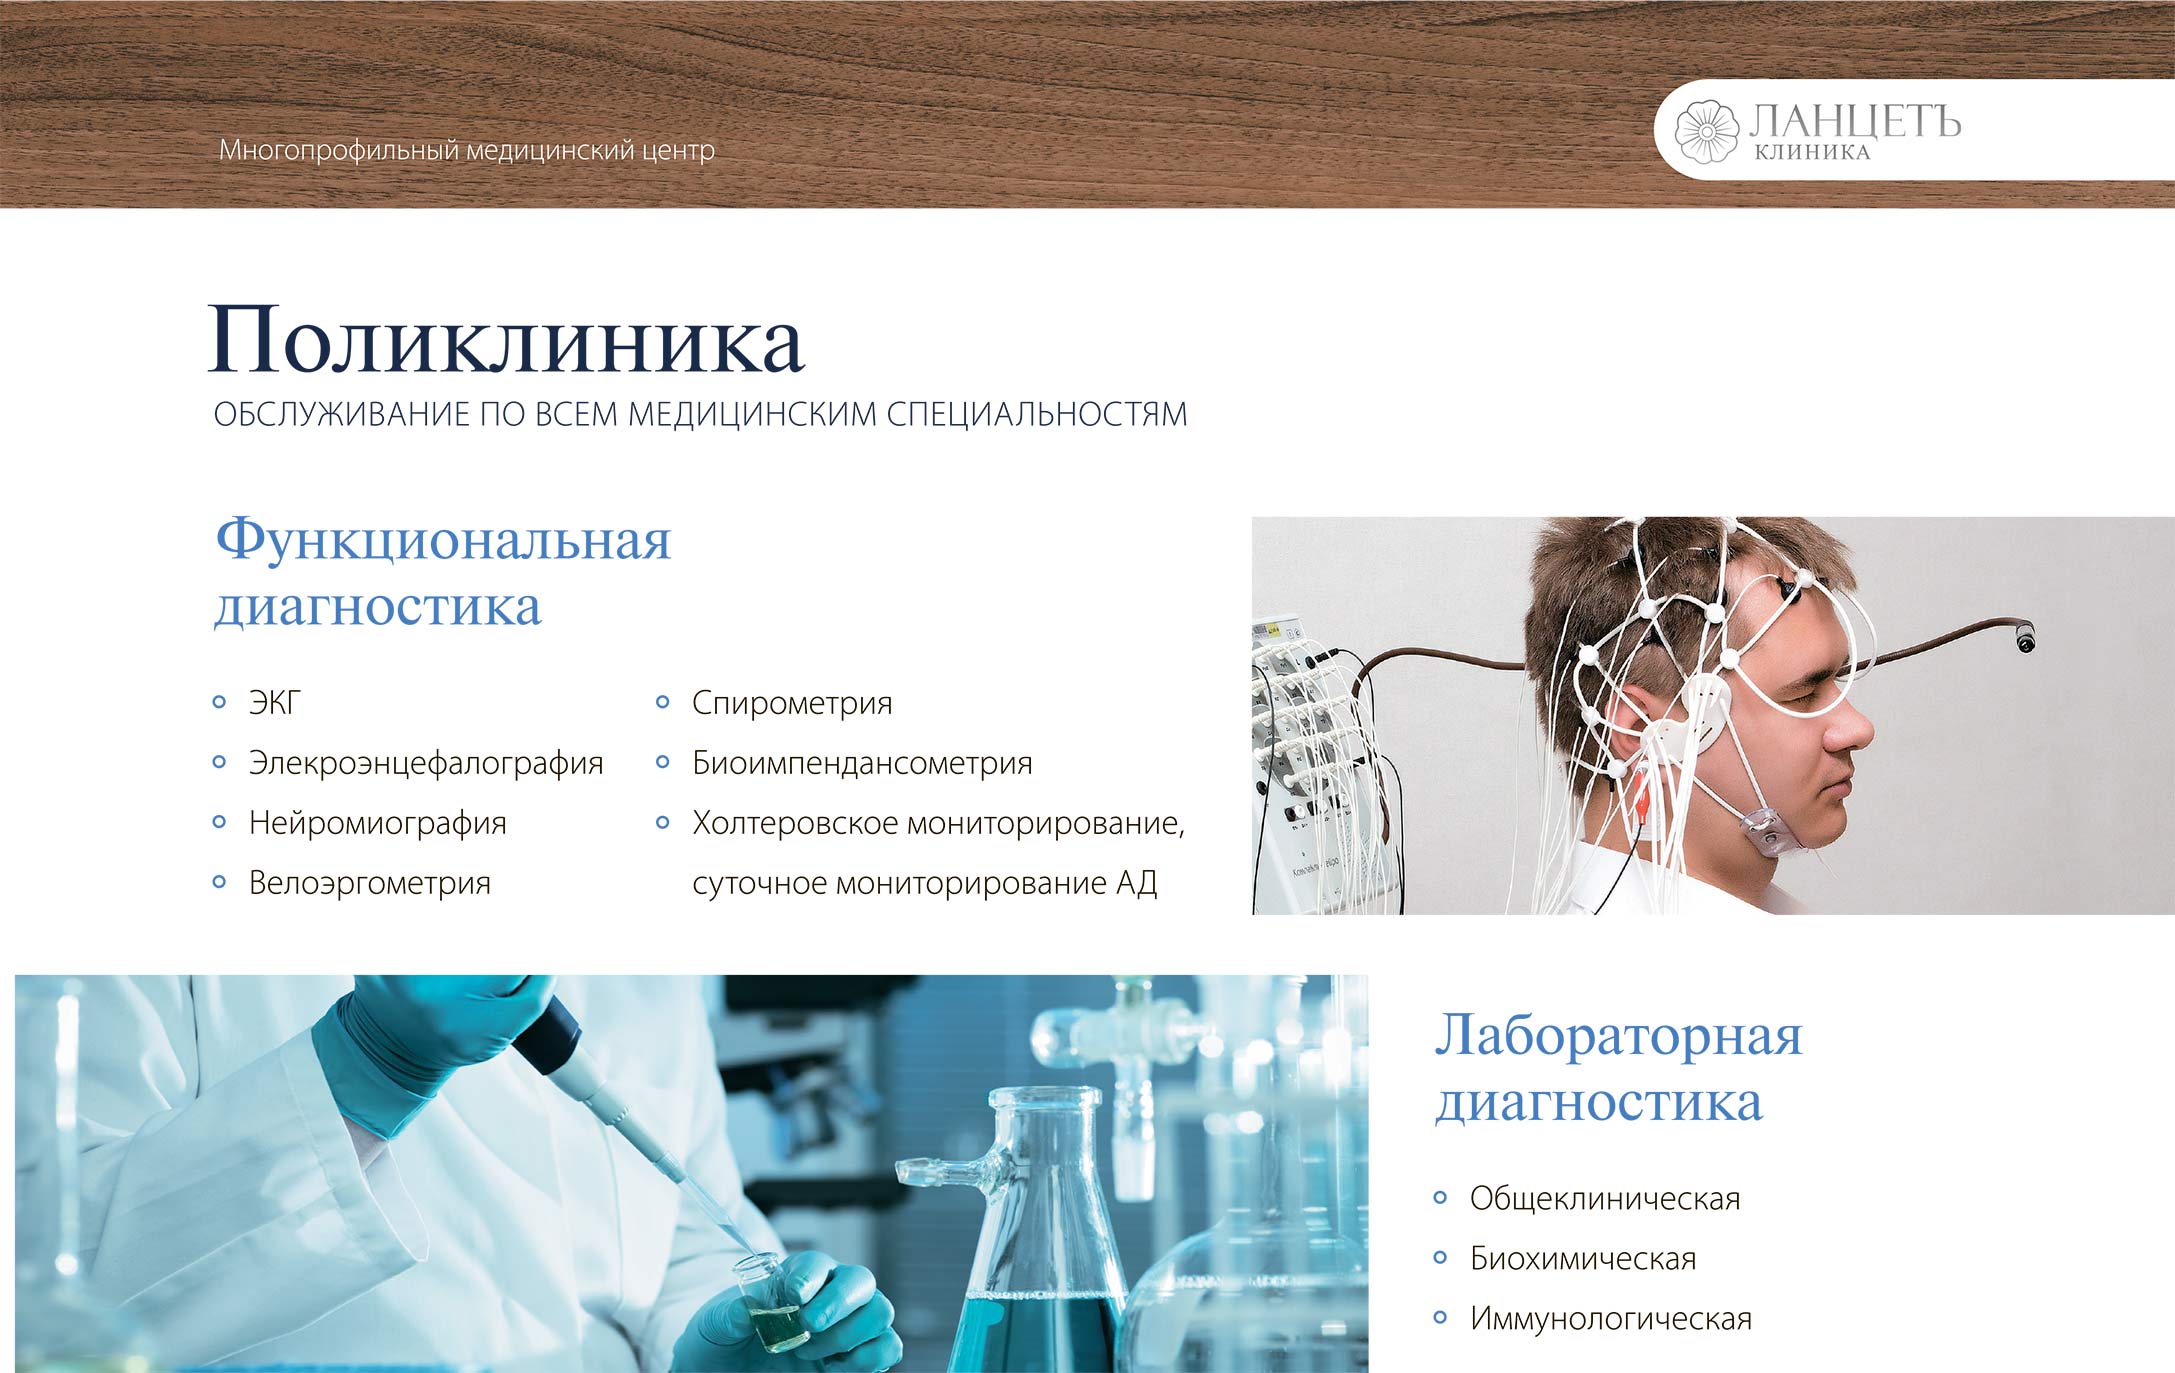 Многопрофильный медицинский центр
ЛАНЦЕТЪ
КЛИНИКА
Поликлиника
ОБСЛУЖИВАНИЕ ПО ВСЕМ МЕДИЦИНСКИМ СПЕЦИАЛЬНОСТЯМ
Функциональная
диагностика
ЭКГ
Элекроэнцефалография
Нейромиография
Велоэргометрия
Спирометрия
Биоимпендансометрия
Холтеровское мониторирование,
суточное мониторирование АД
Лабораторная
диагностика
Общеклиническая
Биохимическая
Иммунологическая